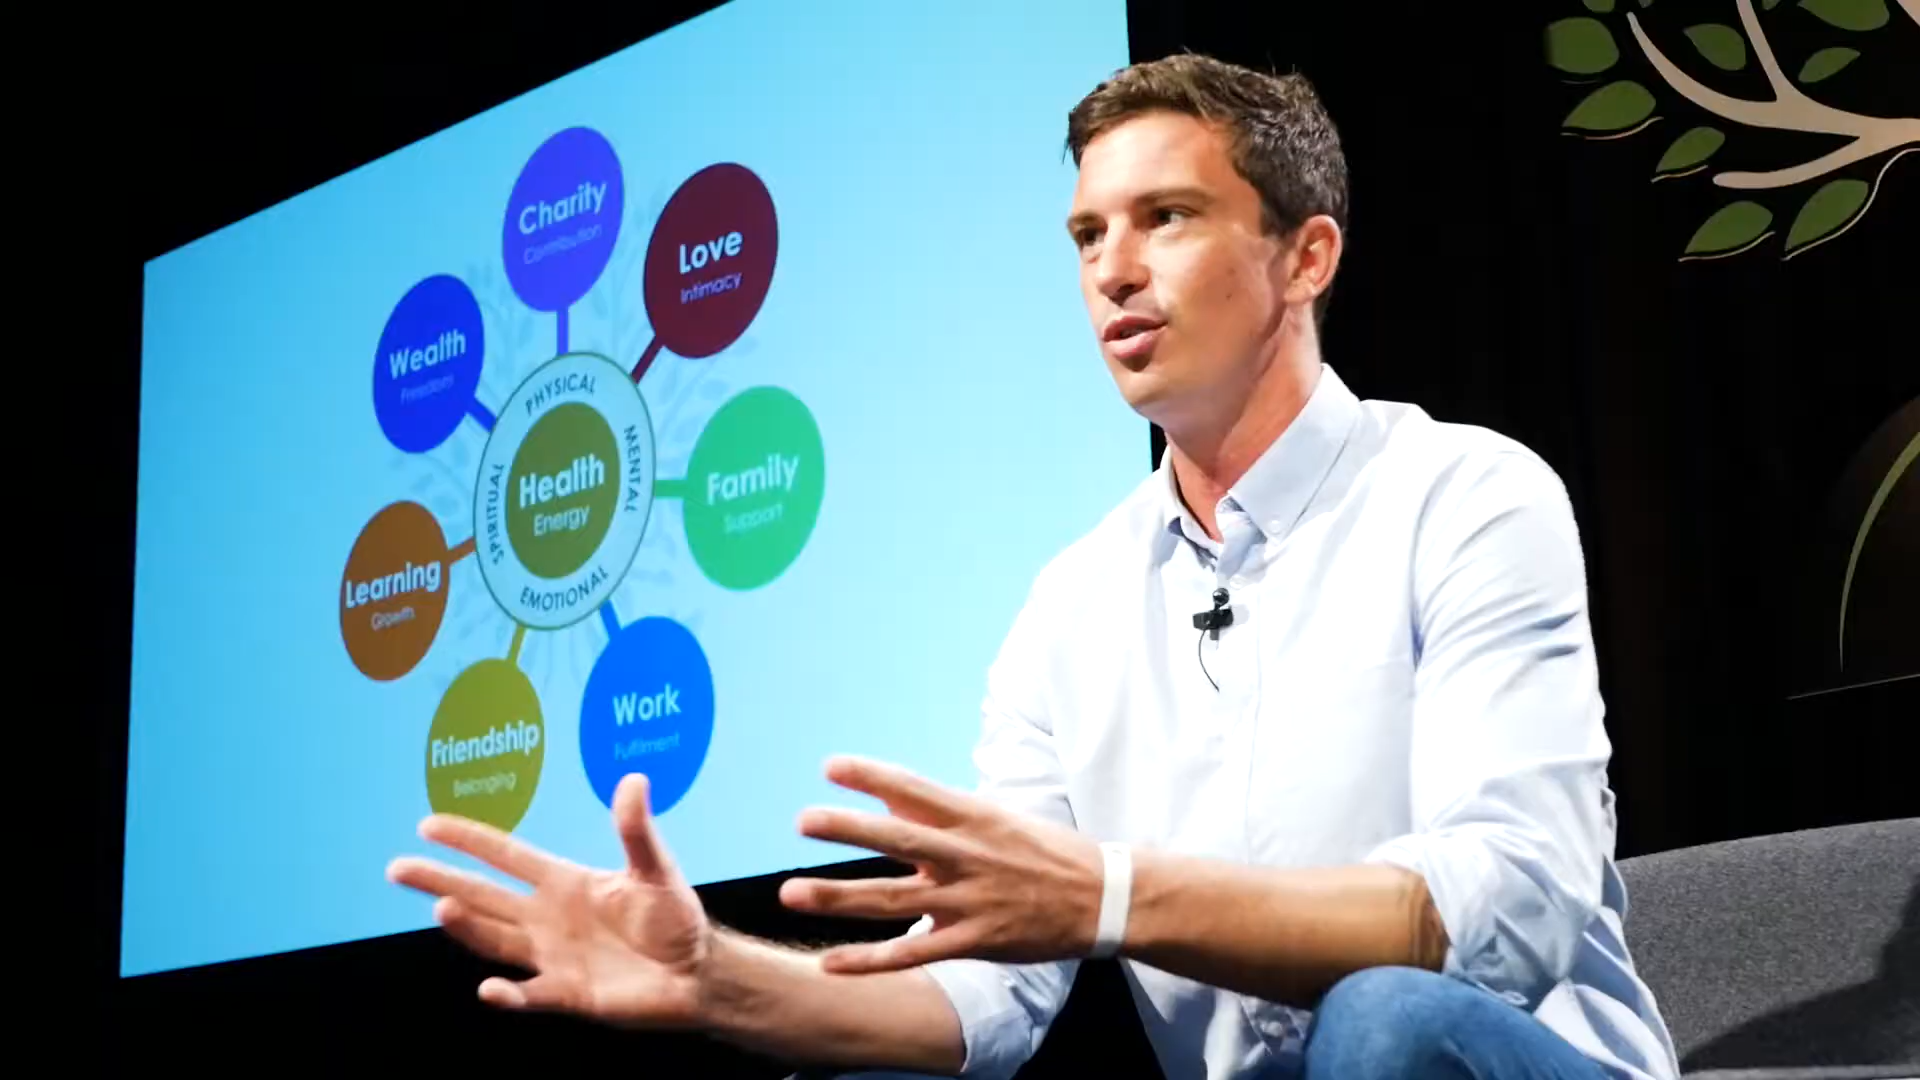 Charity
Contribution
Love
Intimacy
Wealth
Freedom
PHYSICAL
MENTAL
Family
Support
Health
Energy
SPIRITUAL
EMOTIONAL
Learning
Growth
Work
Fulfilment
Friendship
Belonging